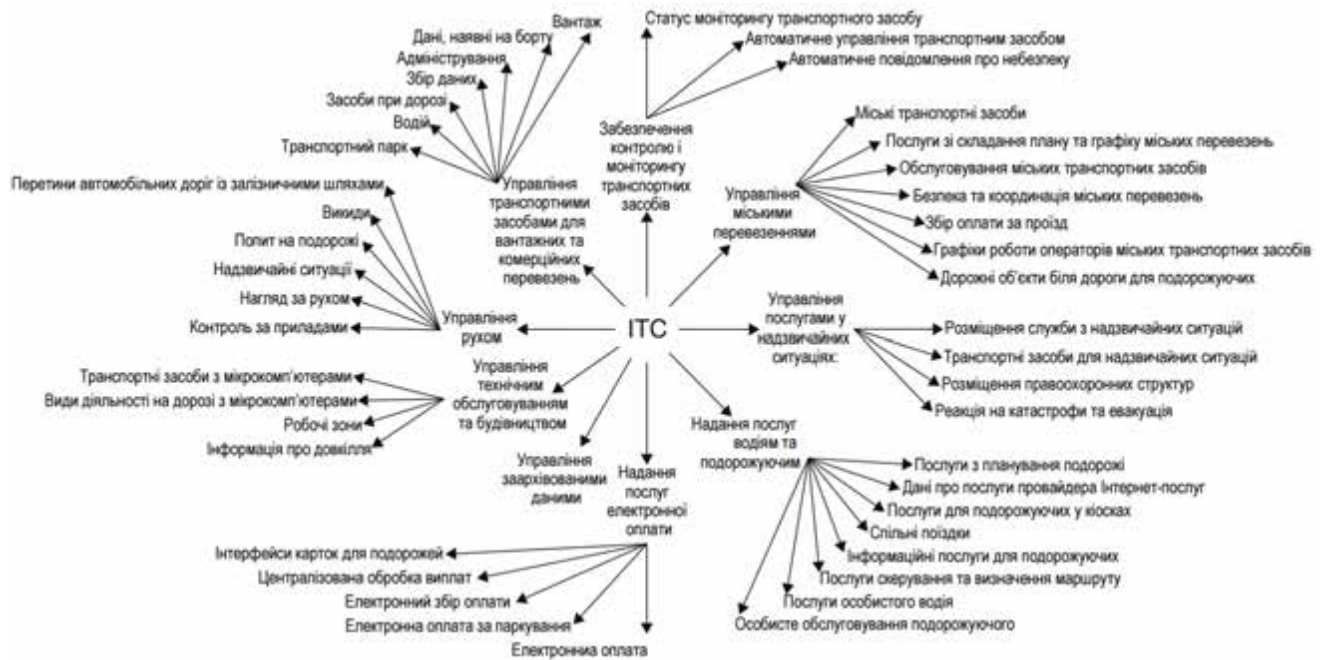 Статус моніторингу транспортного засобу
Автоматичне управління транспортним засобом
Автоматичне повідомлення про небезпеку
Забезпечення
контролю і
моніторингу
транспортних
засобів
Вантаж
Дані, наявні на борту
Адміністрування
Збір даних
Засоби при дорозі
Водій
Транспортний парк
Управління
транспортними
засобами для
вантажних та
комерційних
перевезень
Міські транспортні засоби
Послуги зі складання плану та графіку міських перевезень
Обслуговування міських транспортних засобів
Безпека та координація міських перевезень
Збір оплати за проїзд
Графіки роботи операторів міських транспортних засобів
Дорожні об’єкти біля дороги для подорожуючих
Управління
міськими
перевезеннями
Перетини автомобільних доріг із залізничними шляхами
Викиди
Попит на подорожі
Надзвичайні ситуації
Нагляд за рухом
Контроль за приладами
Управління
рухом
ІТС
Управління
послугами у
надзвичайних
ситуаціях:
Розміщення служби з надзвичайних ситуацій
Транспортні засоби для надзвичайних ситуацій
Розміщення правоохоронних структур
Реакція на катастрофи та евакуація
Транспортні засоби з мікрокомп’ютерами
Види діяльності на дорозі з мікрокомп’ютерами
Робочі зони
Інформація про довкілля
Управління
технічним
обслуговуванням
та будівництвом
Управління
заархівованими
даними
Надання
послуг
електронної
оплати
Надання послуг
водіям та
подорожуючим
Послуги з планування подорожі
Дані про послуги провайдера Інтернет-послуг
Послуги для подорожуючих у кіосках
Спільні поїздки
Інформаційні послуги для подорожуючих
Послуги скерування та визначення маршруту
Послуги особистого водія
Особисте обслуговування подорожуючого
Інтерфейси карток для подорожей
Централізована обробка виплат
Електронний збір оплати
Електронна оплата за паркування
Електрониа оплата